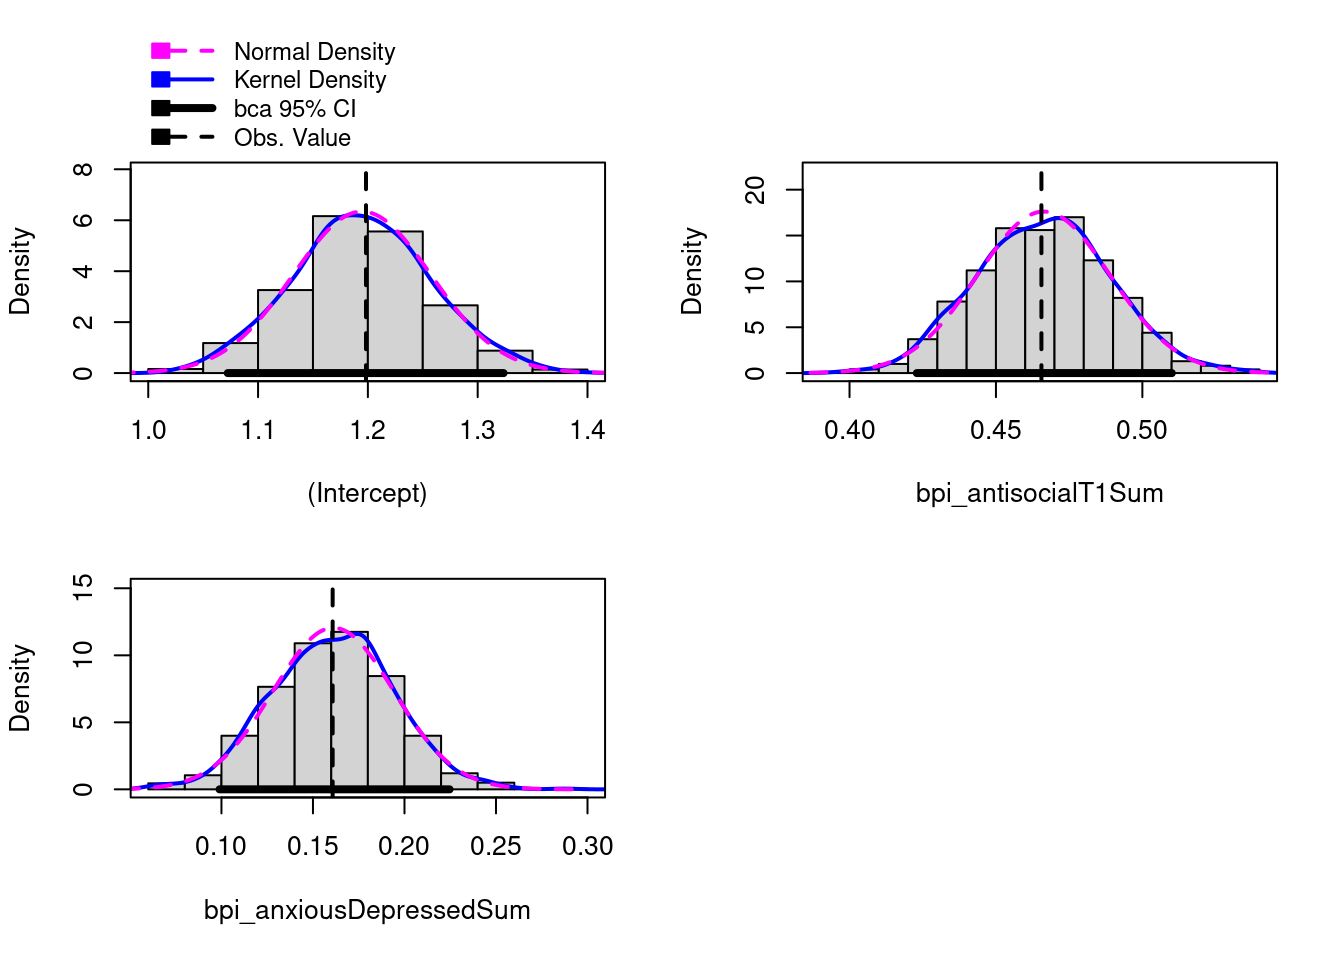 Normal Density
Kernel Density
bca 95% CI
Obs. Value
Density
0 2 4 6 8
1.0 1.1 1.2 1.3 1.4
(Intercept)
Density
0 5 10 20
0.40 0.45 0.50
bpi_antisocialT1Sum
Density
0 5 10 15
0.10 0.15 0.20 0.25 0.30
bpi_anxiousDepressedSum